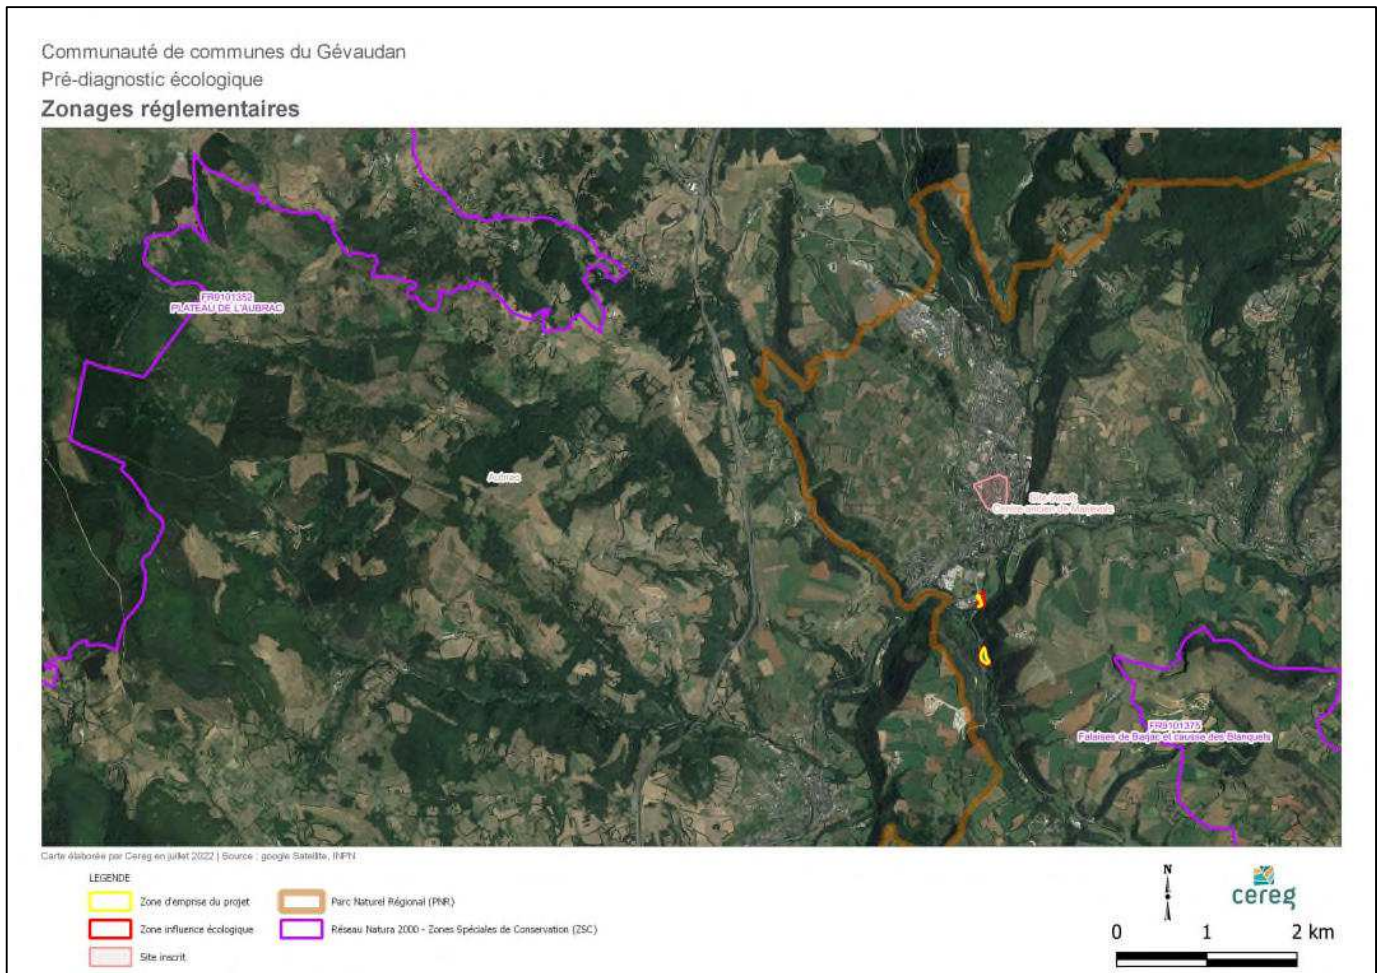 Communauté de communes du Gévaudan
Pré-diagnostic écologique
Zonages réglementaires
FR9101352
PLATEAU DE L'AUBRAC
Aubrac
Site inscrit
Centre ancien de Marvejols
FR9101375
Falaises de Barjac et causse des Blanquets
Carte élaborée par Cereg en juillet 2022 | Source : google Satellite, INPN
LEGENDE
Zone d'emprise du projet
Parc Naturel Régional (PNR)
Zone influence écologique
Réseau Natura 2000 - Zones Spéciales de Conservation (ZSC)
Site inscrit
N
cereg
0 1 2 km